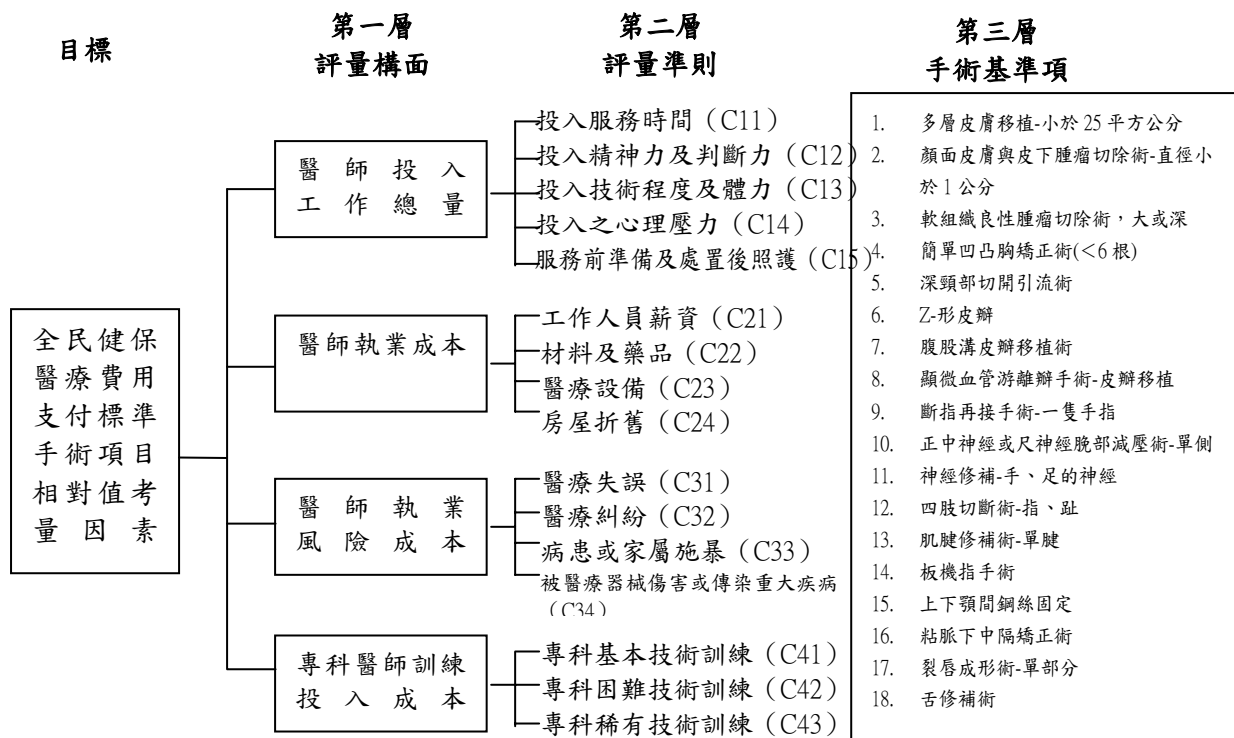 目標
第一層
評量構面
第二層
評量準則
第三層
手術基準項
全民健保
醫療費用
支付標準
手術項目
相對值考
量因素
醫師投入
工作總量
投入服務時間（C11）
投入精神力及判斷力（C12）
投入技術程度及體力（C13）
投入之心理壓力（C14）
服務前準備及處置後照護（C15）
醫師執業成本
工作人員薪資（C21）
材料及藥品（C22）
醫療設備（C23）
房屋折舊（C24）
醫師執業
風險成本
醫療失誤（C31）
醫療糾紛（C32）
病患或家屬施暴（C33）
被醫療器械傷害或傳染重大疾病
（C34）
專科醫師訓練
投入成本
專科基本技術訓練（C41）
專科困難技術訓練（C42）
專科稀有技術訓練（C43）
1. 多層皮膚移植-小於 25 平方公分
2. 顏面皮膚與皮下腫瘤切除術-直徑小
於 1 公分
3. 軟組織良性腫瘤切除術，大或深
4. 簡單凹凸胸矯正術(<6 根)
5. 深頸部切開引流術
6. Z-形皮瓣
7. 腹股溝皮瓣移植術
8. 顯微血管游離瓣手術-皮瓣移植
9. 斷指再接手術-一隻手指
10. 正中神經或尺神經腕部減壓術-單側
11. 神經修補-手、足的神經
12. 四肢切斷術-指、趾
13. 肌腱修補術-單腱
14. 板機指手術
15. 上下顎間鋼絲固定
16. 粘脈下中隔矯正術
17. 裂唇成形術-單部分
18. 舌修補術